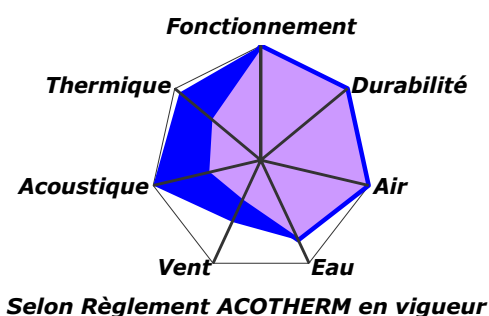 Fonctionnement
Thermique
Durabilité
Acoustique
Air
Vent
Eau
Selon Règlement ACOTHERM en vigueur